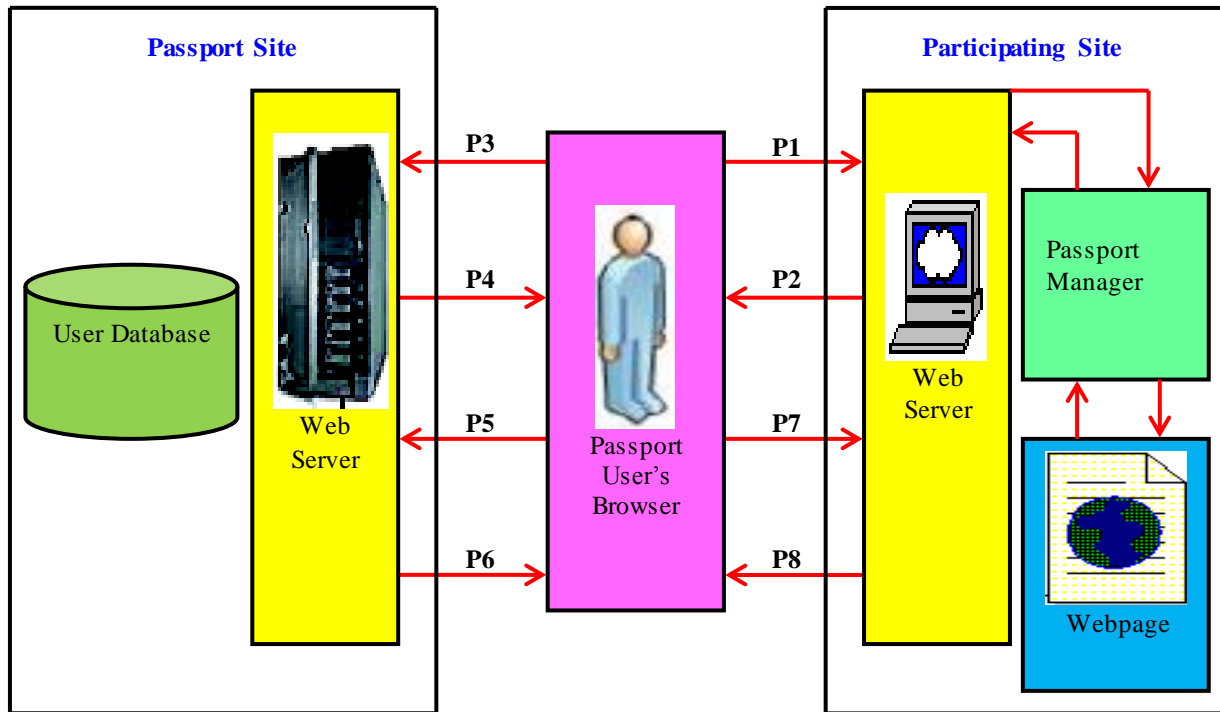 Passport Site
User Database
Web
Server
P3
P4
P5
P6
Passport
User's
Browser
P1
P2
P7
P8
Participating Site
Web
Server
Passport
Manager
Webpage